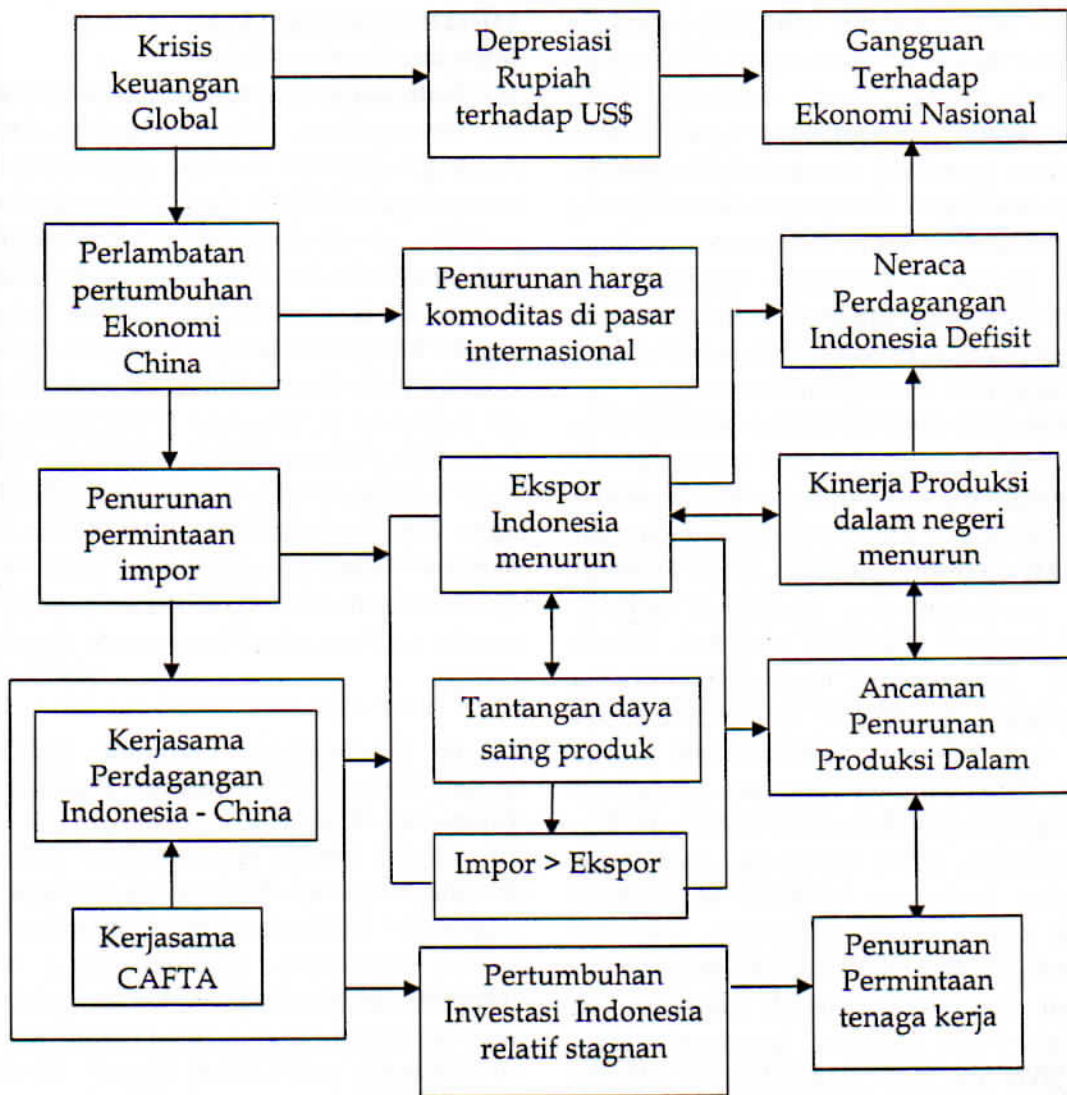 Krisis
keuangan
Global
Depresiasi
Rupiah
terhadap US$
Gangguan
Terhadap
Ekonomi Nasional
Perlambatan
pertumbuhan
Ekonomi
China
Penurunan harga
komoditas di pasar
internasional
Neraca
Perdagangan
Indonesia Defisit
Penurunan
permintaan
impor
Ekspor
Indonesia
menurun
Kinerja Produksi
dalam negeri
menurun
Kerjasama
Perdagangan
Indonesia - China
Tantangan daya
saing produk
Ancaman
Penurunan
Produksi Dalam
Impor > Ekspor
Kerjasama
CAFTA
Pertumbuhan
Investasi Indonesia
relatif stagnan
Penurunan
Permintaan
tenaga kerja